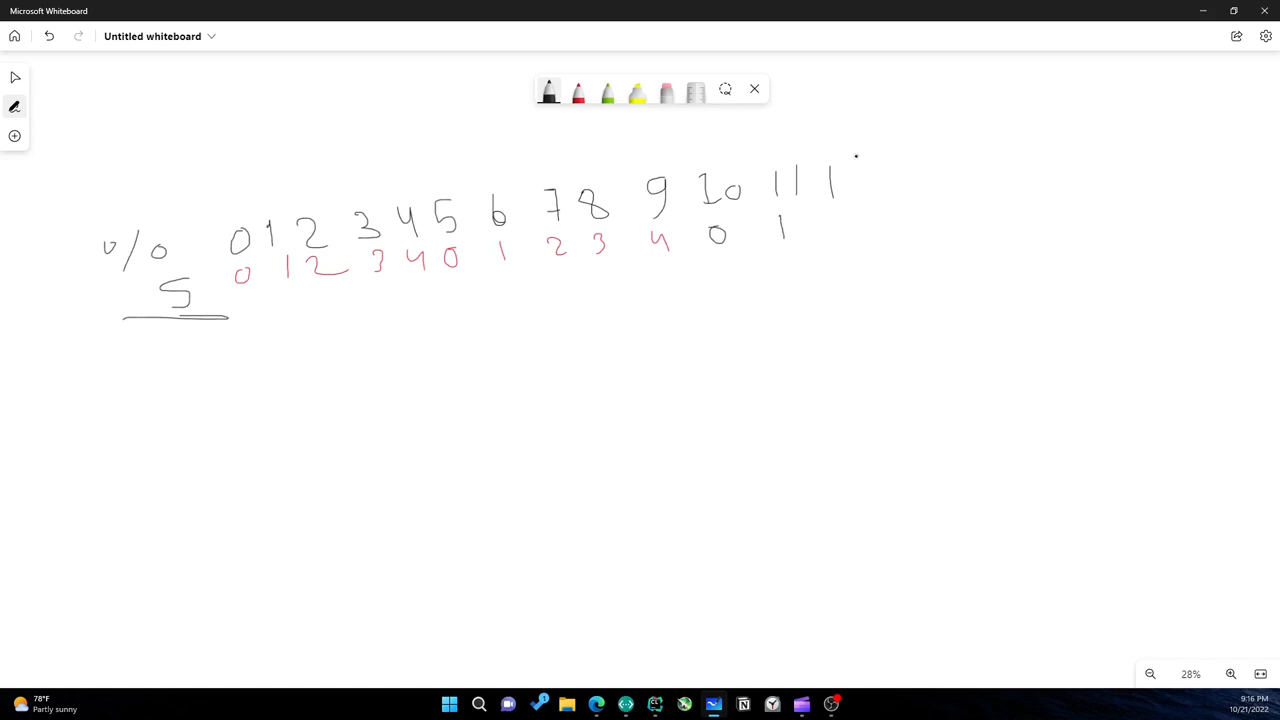 Microsoft Whiteboard
Untitled whiteboard
% 0 1 2 3 4 5 6 7 8 9 10 11 1
0 1 2 3 4 0 1 2 3 4 0 1
5
28%
1
78°F
Partly sunny
9:16 PM
10/21/2022